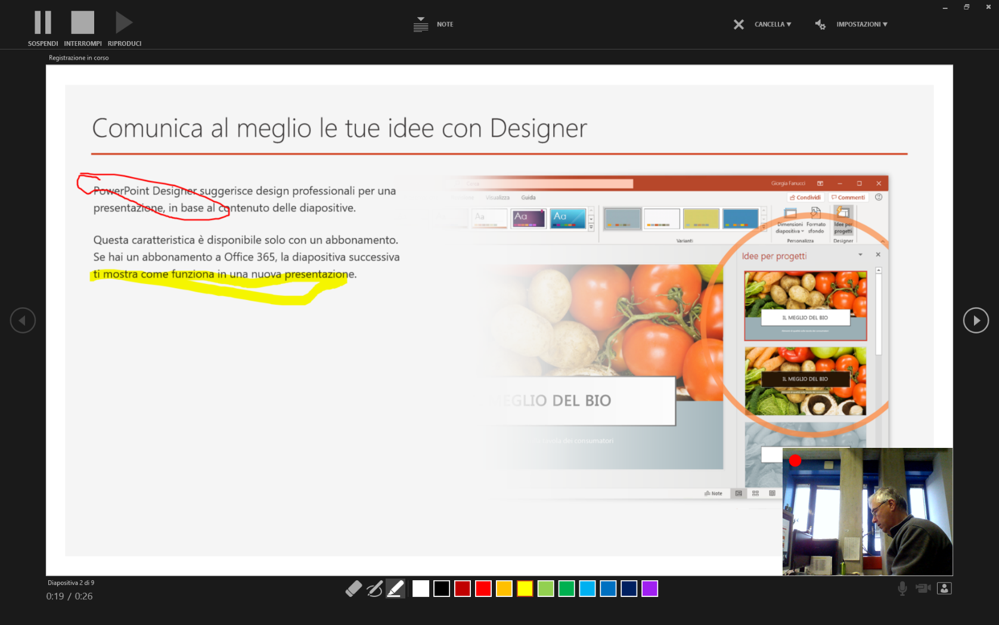 SOSPENDI INTERROMPI RIPRODUCI
NOTE
CANCELLA
IMPOSTAZIONI
Registrazione in corso
Comunica al meglio le tue idee con Designer
PowerPoint Designer suggerisce design professionali per una
presentazione, in base al contenuto delle diapositive.
Questa caratteristica è disponibile solo con un abbonamento.
Se hai un abbonamento a Office 365, la diapositiva successiva
ti mostra come funziona in una nuova presentazione.
Cerca
Giorgia Fanucci
Visualizza Guida
Condividi Commenti
Aa Aa Aa
Dimensioni
diapositiva
Formato
sfondo
Idee per
progetti
Varianti
Personalizza
Designer
Idee per progetti
IL MEGLIO DEL BIO
IL MEGLIO DEL BIO
MEGLIO DEL BIO
tavola dei consumatori
Note
Diapositiva 2 di 9
0:19 / 0:26